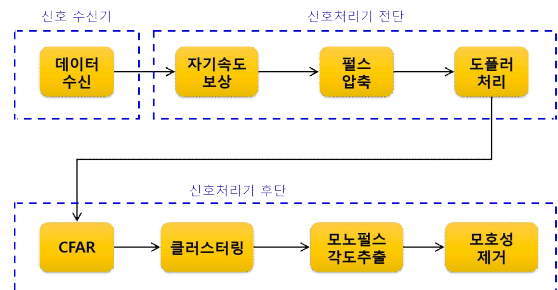 신호 수신기
신호처리기 전단
데이터
수신
자기속도
보상
펄스
압축
도플러
처리
신호처리기 후단
CFAR
클러스터링
모노펄스
각도추출
모호성
제거